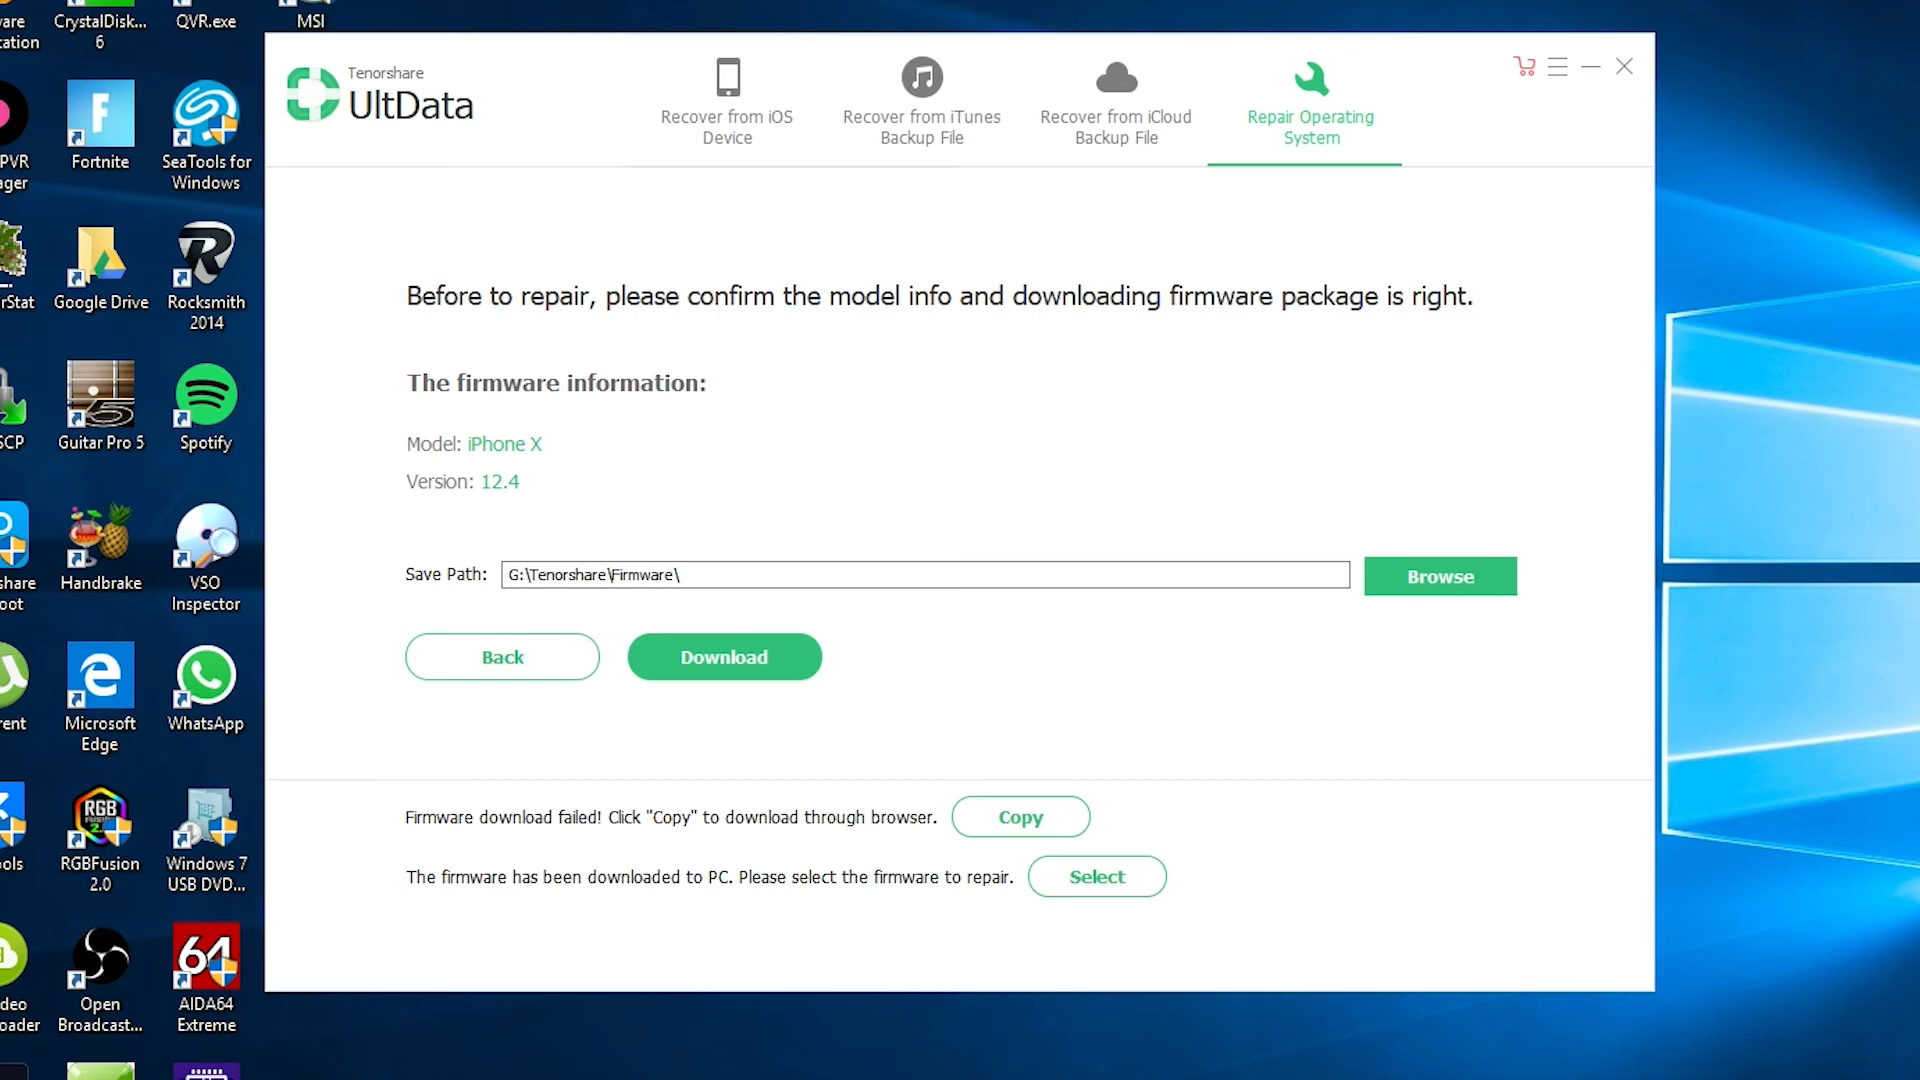 CrystalDisk...
6
QVR.exe
MSI
Fortnite
SeaTools for
Windows
Google Drive
Rocksmith
2014
Guitar Pro 5
Spotify
Handbrake
VSO
Inspector
Microsoft
Edge
WhatsApp
RGB
2.0
RGBFusion
2.0
Windows 7
USB DVD...
Open
Broadcast...
64
AIDA64
Extreme
Tenorshare
UltData
Recover from iOS
Device
Recover from iTunes
Backup File
Recover from iCloud
Backup File
Repair Operating
System
Before to repair, please confirm the model info and downloading firmware package is right.
The firmware information:
Model: iPhone X
Version: 12.4
Save Path: G:\Tenorshare\Firmware\
Browse
Back
Download
Firmware download failed! Click "Copy" to download through browser.
Copy
The firmware has been downloaded to PC. Please select the firmware to repair.
Select